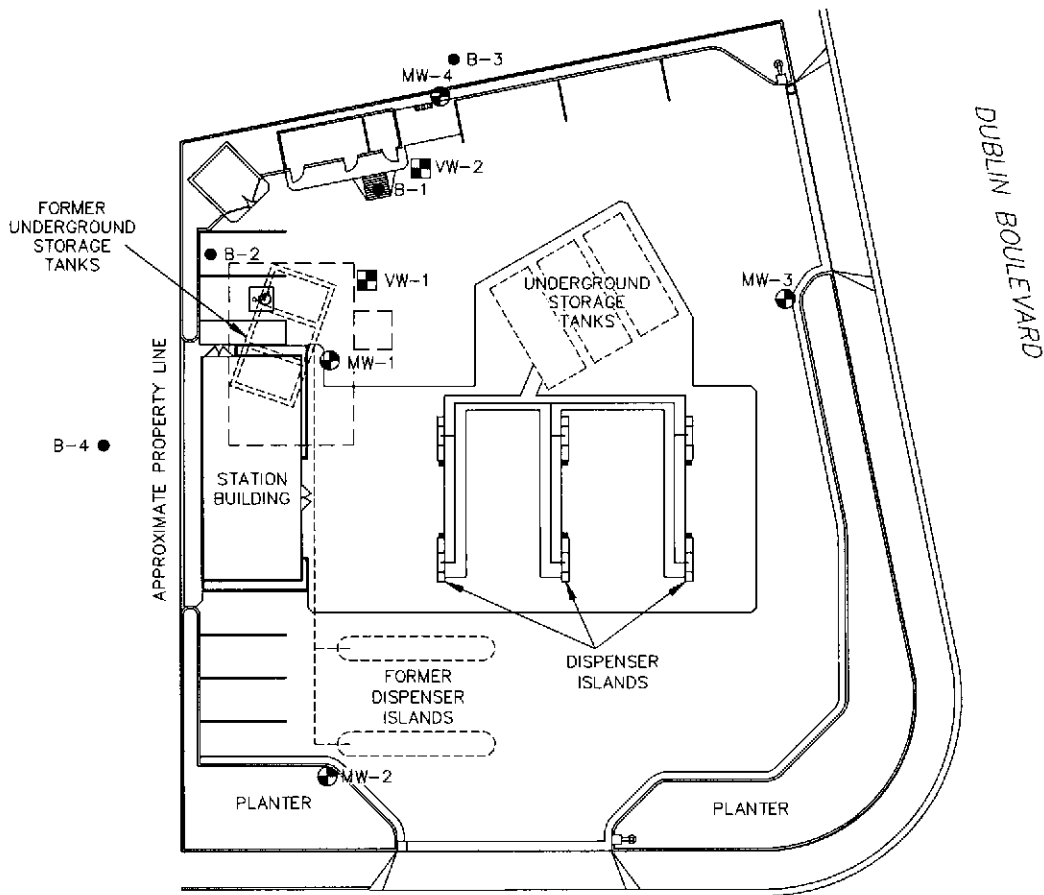 B-3
MW-4
DUBLIN BOULEVARD
VW-2
B-1
FORMER
UNDERGROUND
STORAGE
TANKS
B-2
VW-1
UNDERGROUND
STORAGE
TANKS
MW-3
MW-1
APPROXIMATE PROPERTY LINE
B-4
STATION
BUILDING
DISPENSER
ISLANDS
FORMER
DISPENSER
ISLANDS
MW-2
PLANTER
PLANTER